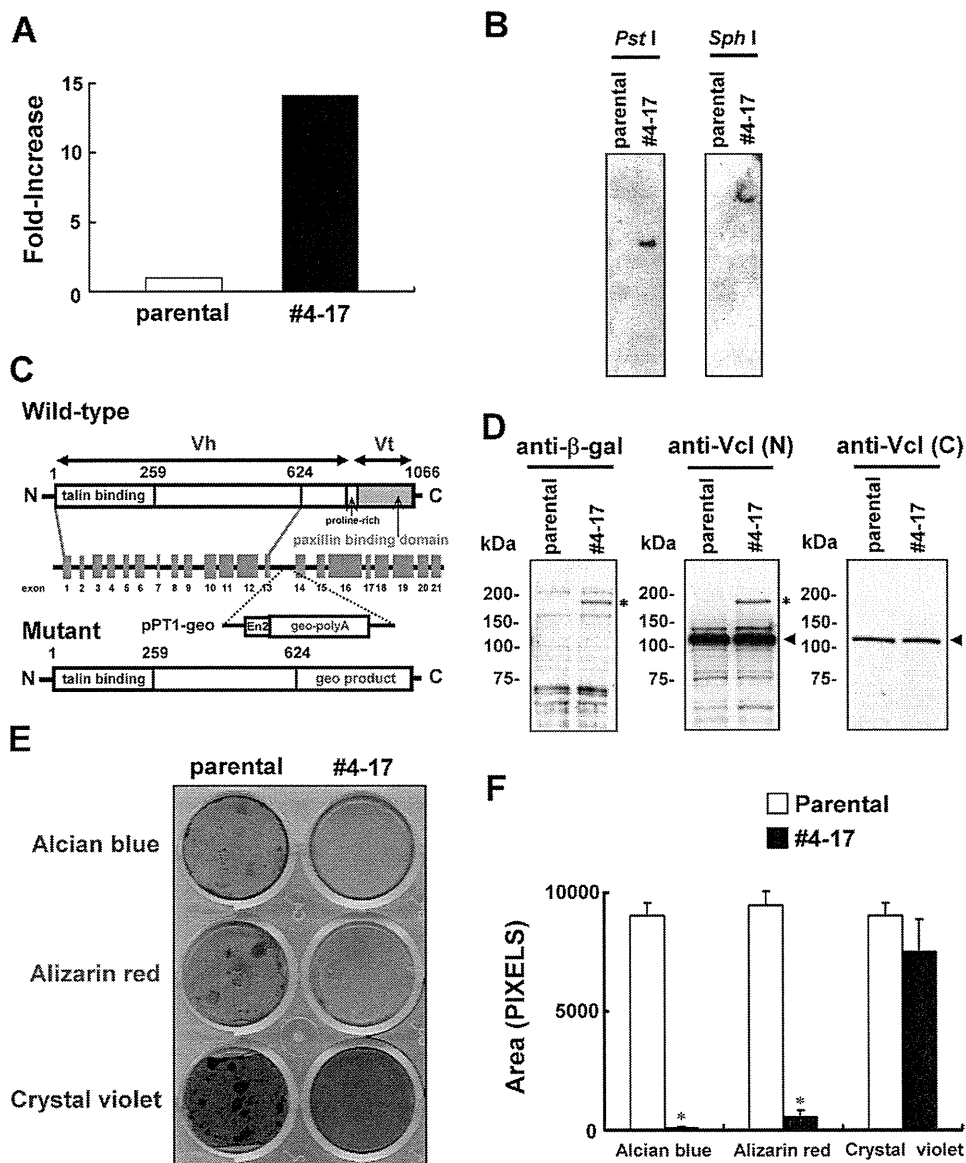 A
Fold-Increase
15
10
5
0
parental
#4-17
B
Pst I
Sph I
parental
#4-17
parental
#4-17
C
Wild-type
Vh
Vt
1
259
624
1066
N
talin binding
C
proline-rich
paxillin binding domain
exon
1 2 3 4 5 6 7 8 9 10 11 12 13 14 15 16 17 18 19 20 21
pPT1-geo
En2
geo-polyA
Mutant
1
259
624
N
talin binding
geo product
C
D
anti-β-gal
anti-Vcl (N)
anti-Vcl (C)
kDa
parental
#4-17
kDa
parental
#4-17
kDa
parental
#4-17
200-
150-
100-
75-
*
200-
150-
100-
75-
*
200-
150-
100-
75-
E
parental
#4-17
Alcian blue
Alizarin red
Crystal violet
F
Parental
#4-17
Area (PIXELS)
10000
5000
0
*
*
Alcian blue
Alizarin red
Crystal violet